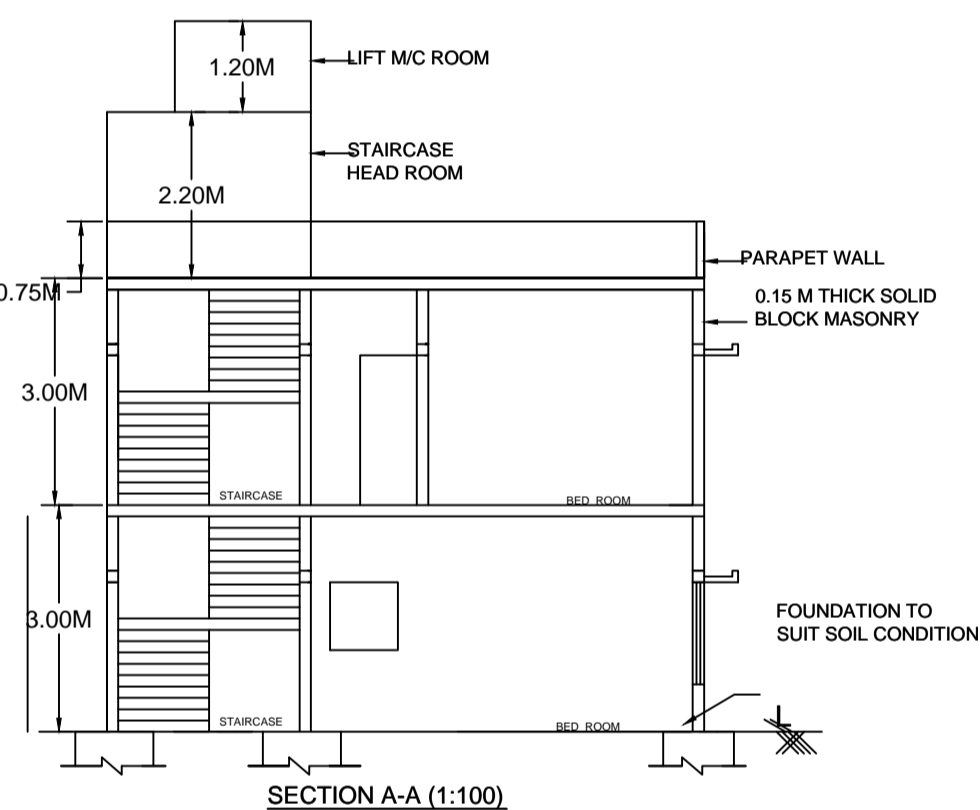 1.20M
LIFT M/C ROOM
STAIRCASE
HEAD ROOM
2.20M
PARAPET WALL
0.75M
0.15 M THICK SOLID
BLOCK MASONRY
3.00M
STAIRCASE
BED ROOM
3.00M
FOUNDATION TO
SUIT SOIL CONDITION
STAIRCASE
BED ROOM
L
SECTION A-A (1:100)